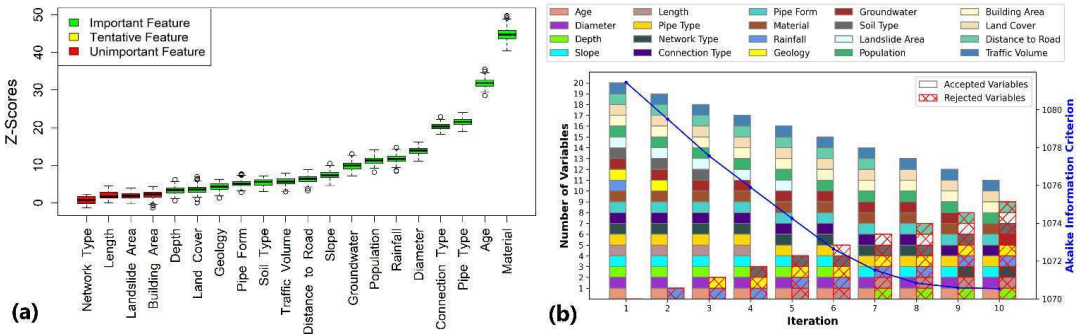 (a)
Important Feature
Tentative Feature
Unimportant Feature
Z-Scores
50
40
30
20
10
0
Network Type
Length
Landslide Area
Building Area
Depth
Land Cover
Geology
Pipe Form
Soil Type
Traffic Volume
Distance to Road
Slope
Groundwater
Population
Rainfall
Diameter
Connection Type
Pipe Type
Age
Material
(b)
Age Length Pipe Form Groundwater Building Area
Diameter Pipe Type Material Landslide Area Land Cover
Depth Network Type Rainfall Soil Type Distance to Road
Slope Connection Type Geology Population Traffic Volume
Accepted Variables
Rejected Variables
Number of Variables
20
19
18
17
16
15
14
13
12
11
10
9
8
7
6
5
4
3
2
1
1 2 3 4 5 6 7 8 9 10
Iteration
1080
1078
1076
1074
1072
1070
Akaike Information Criterion